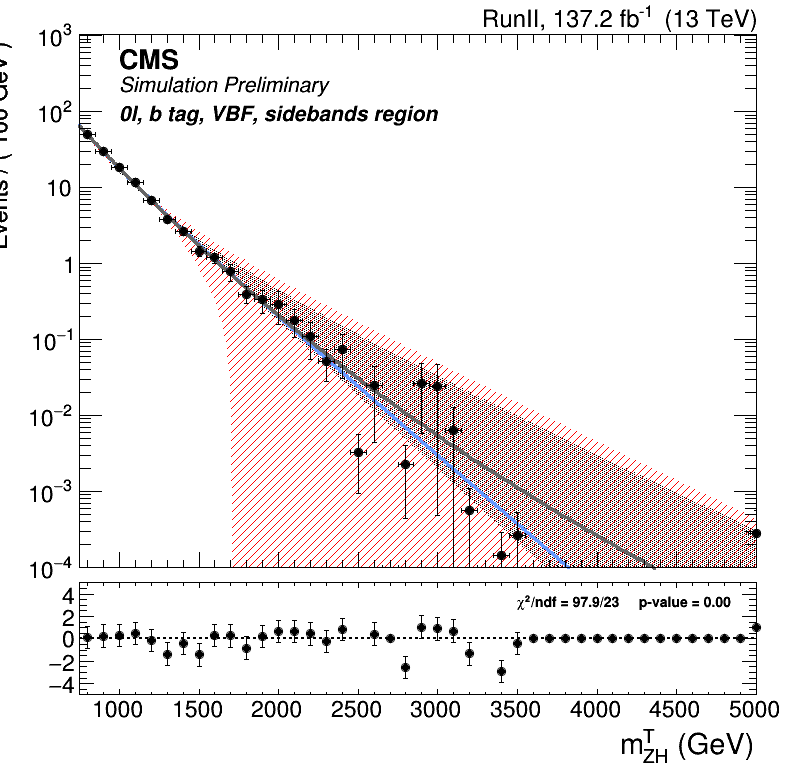 RunII, 137.2 fb⁻¹ (13 TeV)
CMS
Simulation Preliminary
0l, b tag, VBF, sidebands region
10³
10²
10
1
10⁻¹
10⁻²
10⁻³
10⁻⁴
χ²/ndf = 97.9/23 p-value = 0.00
4
2
0
−2
−4
1000 1500 2000 2500 3000 3500 4000 4500 5000
m^T_ZH (GeV)